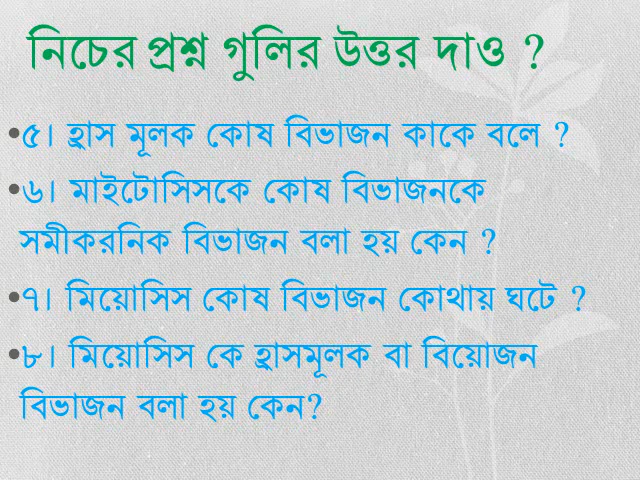 নিচের প্রশ্ন গুলির উত্তর দাও ?
•৫। হ্রাস মূলক কোষ বিভাজন কাকে বলে ?
•৬। মাইটোসিসকে কোষ বিভাজনকে
সমীকরনিক বিভাজন বলা হয় কেন ?
•৭। মিয়োসিস কোষ বিভাজন কোথায় ঘটে ?
•৮। মিয়োসিস কে হ্রাসমূলক বা বিয়োজন
বিভাজন বলা হয় কেন?